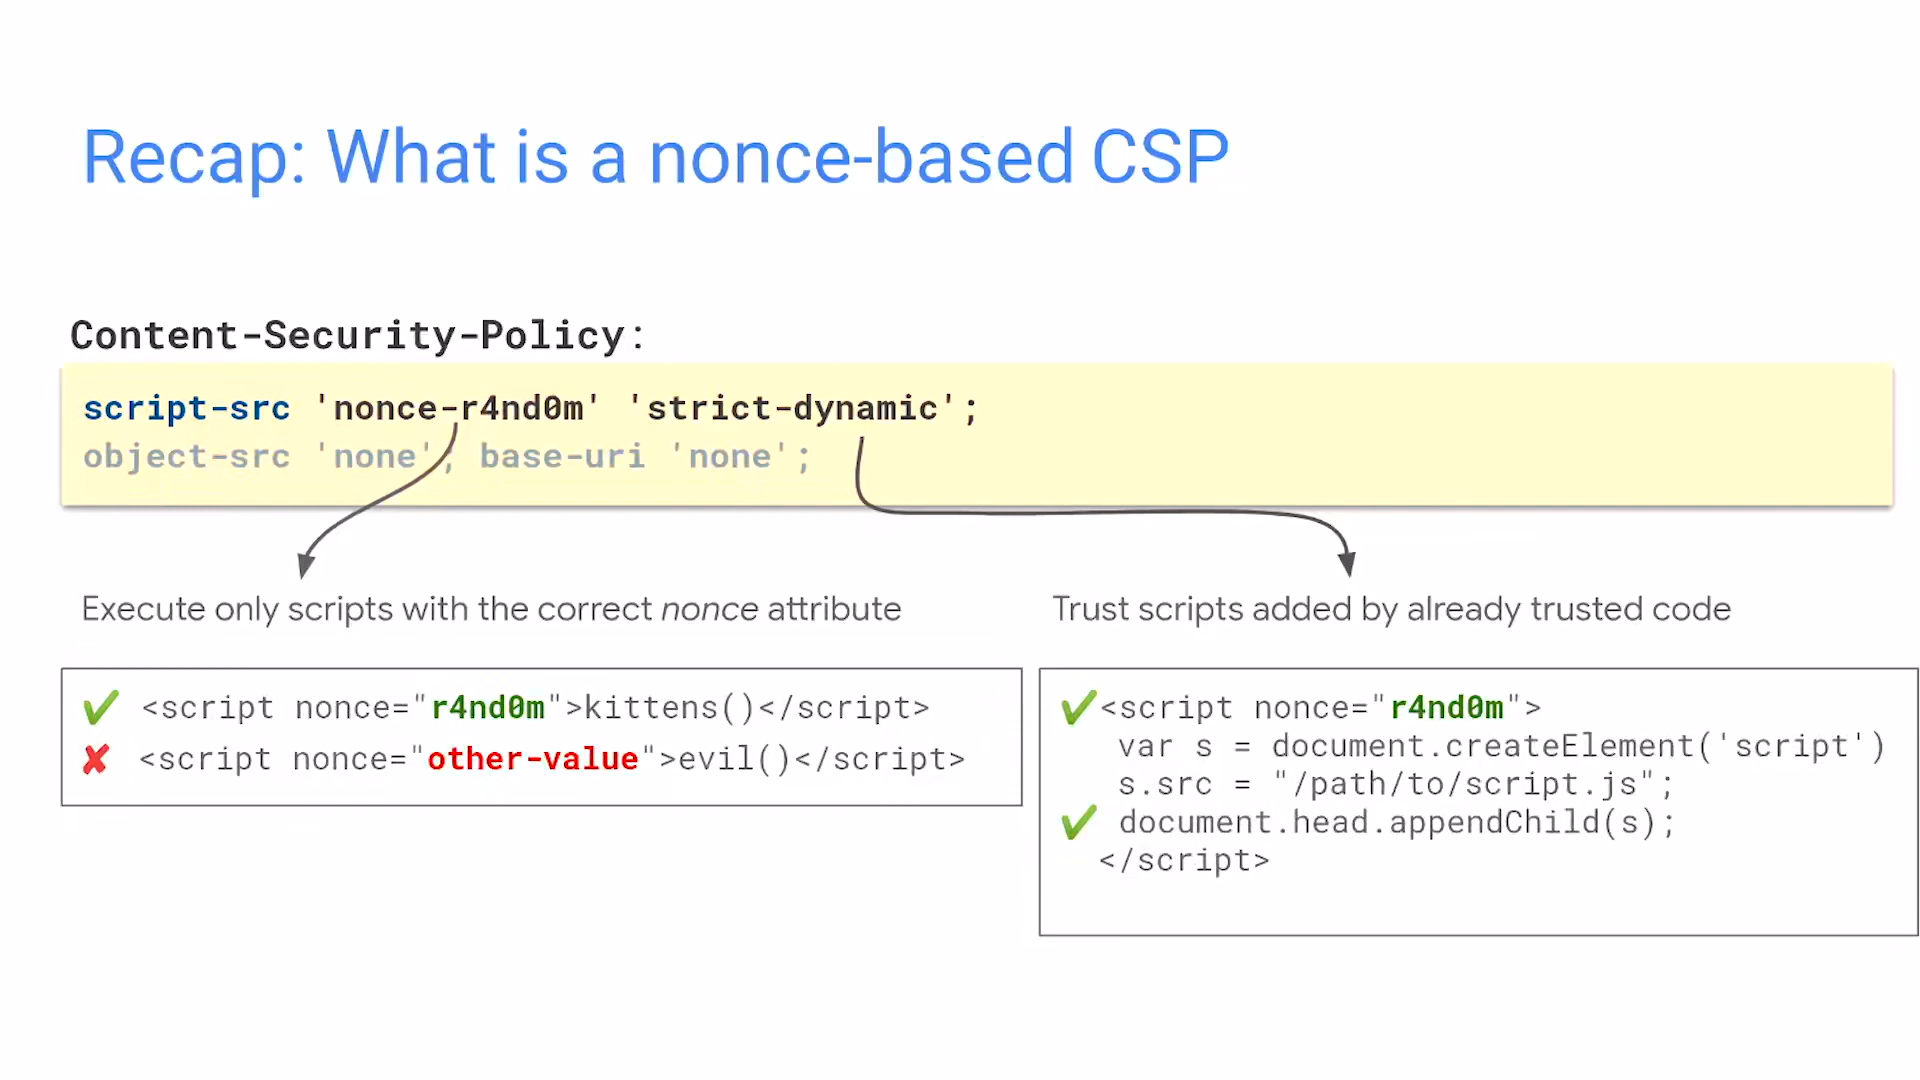 Recap: What is a nonce-based CSP
Content-Security-Policy:
script-src 'nonce-r4nd0m' 'strict-dynamic';
object-src 'none'; base-uri 'none';
Execute only scripts with the correct nonce attribute
✔ <script nonce="r4nd0m">kittens()</script>
✘ <script nonce="other-value">evil()</script>
Trust scripts added by already trusted code
✔<script nonce="r4nd0m">
var s = document.createElement('script')
s.src = "/path/to/script.js";
✔ document.head.appendChild(s);
</script>